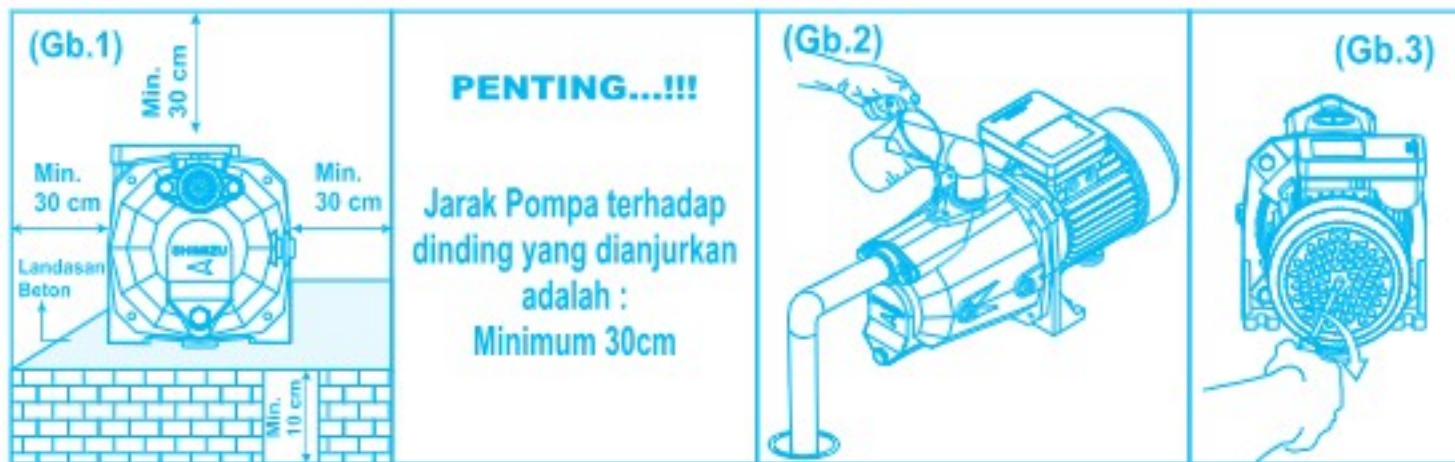 (Gb.1)
Min.
30 cm
Min.
30 cm
Min.
30 cm
SHIMIZU
Landasan
Beton
Min.
10 cm
PENTING...!!!
Jarak Pompa terhadap
dinding yang dianjurkan
adalah :
Minimum 30cm
(Gb.2)
(Gb.3)